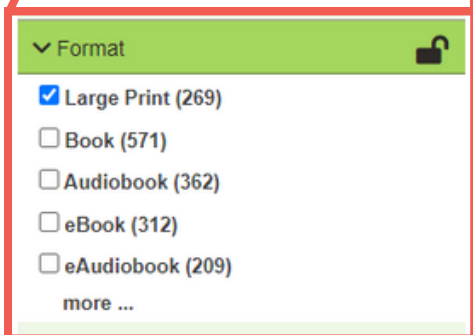 Format
Large Print (269)
Book (571)
Audiobook (362)
eBook (312)
eAudiobook (209)
more ...